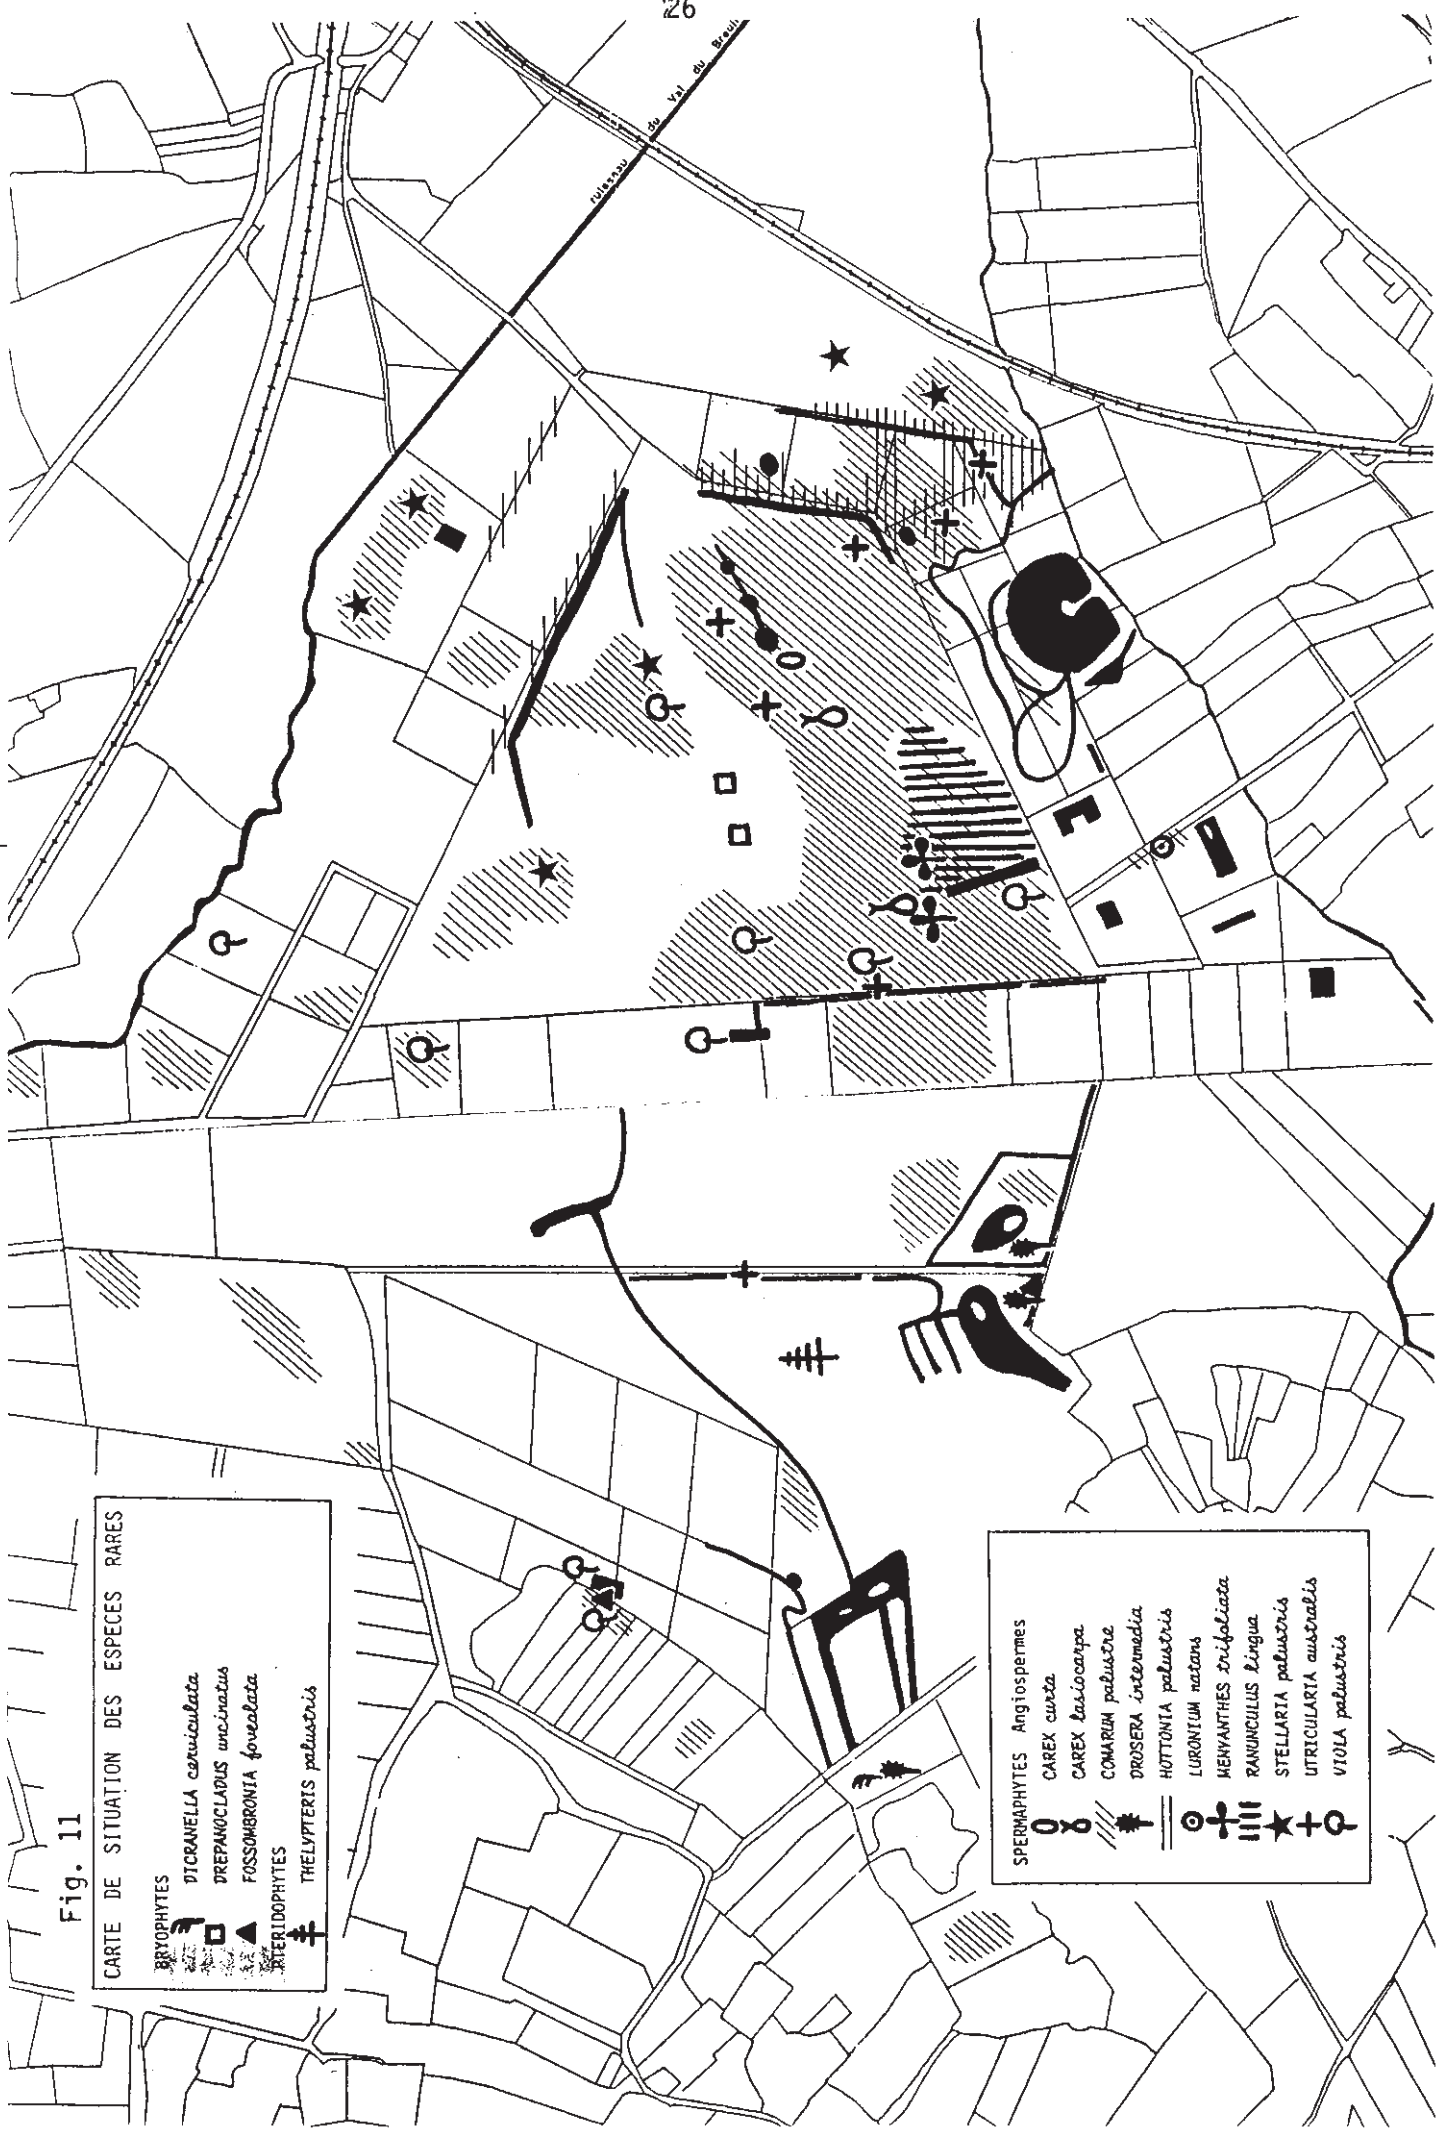 26
ruisseau du Val du Breuil
Fig. 11
CARTE DE SITUATION DES ESPECES RARES
BRYOPHYTES
DICRANELLA cerviculata
DREPANOCLADUS uncinatus
FOSSOMBRONIA foveolata
PTERIDOPHYTES
THELYPTERIS palustris
SPERMAPHYTES Angiospermes
CAREX curta
CAREX lasiocarpa
COMARUM palustre
DROSERA intermedia
HOTTONIA palustris
LURONIUM natans
MENYANTHES trifoliata
RANUNCULUS lingua
STELLARIA palustris
UTRICULARIA australis
VIOLA palustris